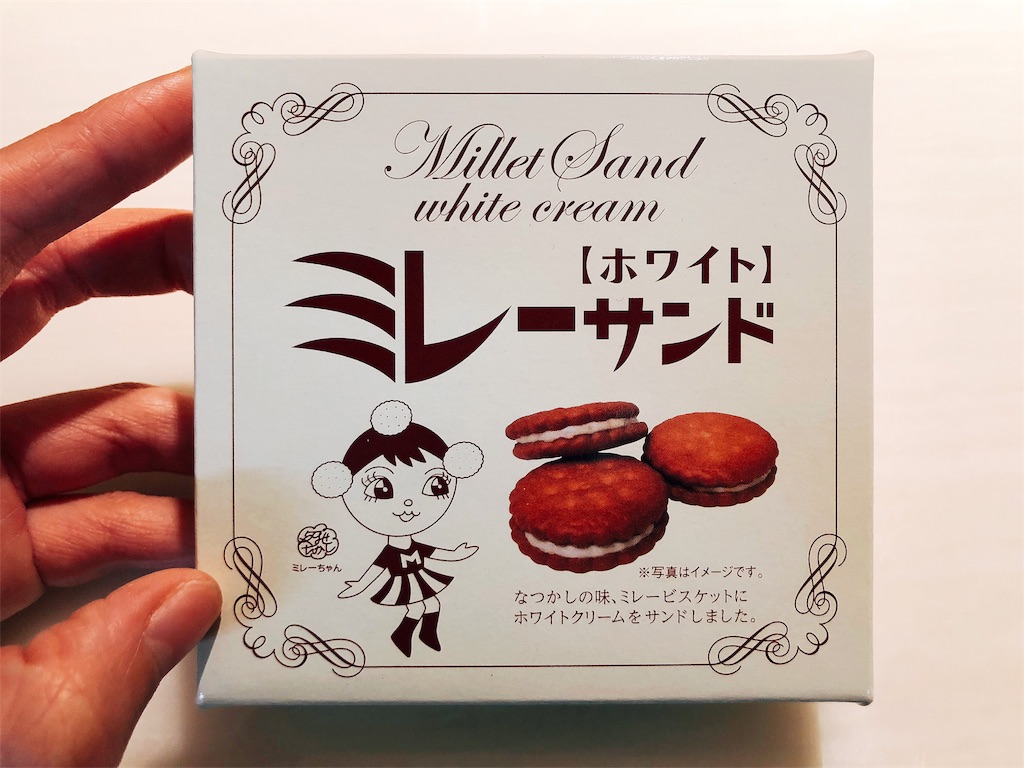 Millet Sand
white cream
【ホワイト】
ミレーサンド
ミレーちゃん
M
※写真はイメージです。
なつかしの味、ミレービスケットに
ホワイトクリームをサンドしました。